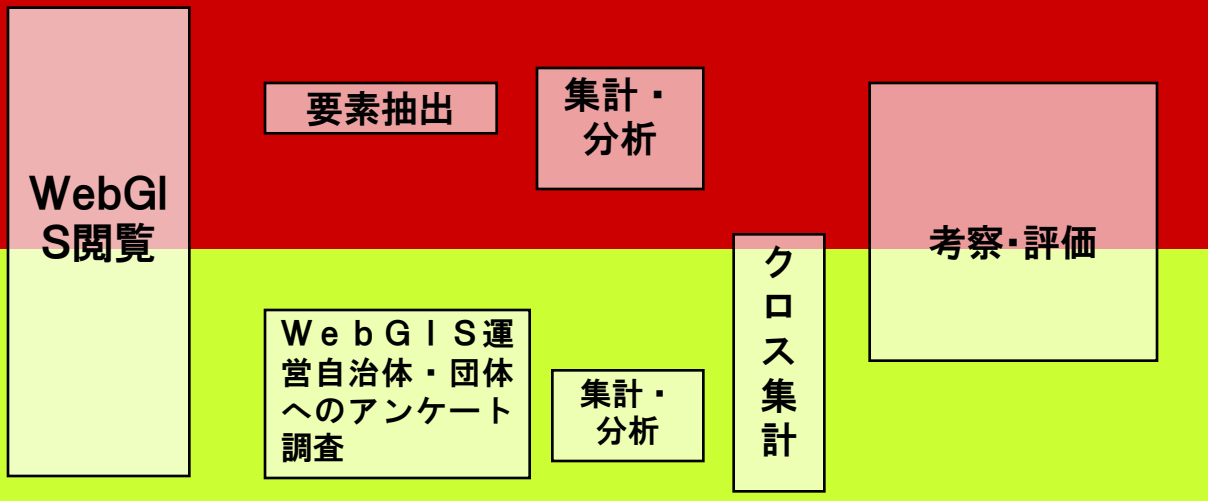 WebGI
S閲覧
要素抽出
集計・
分析
WebGIS運
営自治体・団体
へのアンケート
調査
集計・
分析
クロス集計
考察・評価